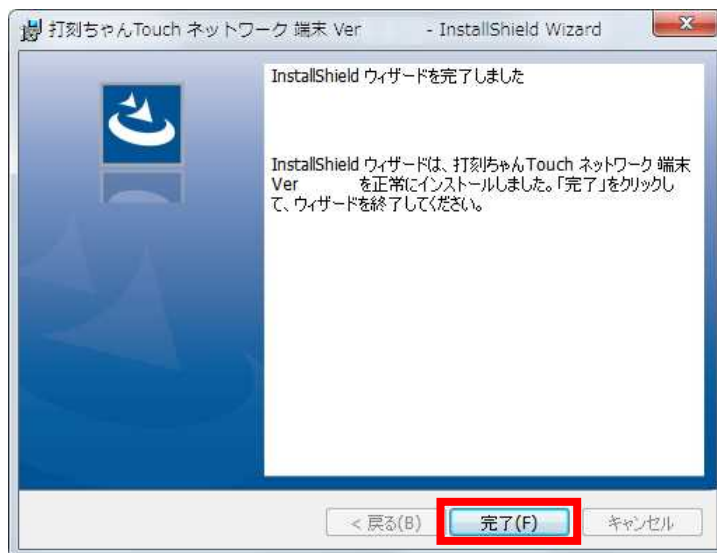 打刻ちゃんTouch ネットワーク 端末 Ver - InstallShield Wizard
InstallShield ウィザードを完了しました
InstallShield ウィザードは、打刻ちゃんTouch ネットワーク 端末
Ver を正常にインストールしました。「完了」をクリックし
て、ウィザードを終了してください。
< 戻る(B) 完了(F) キャンセル